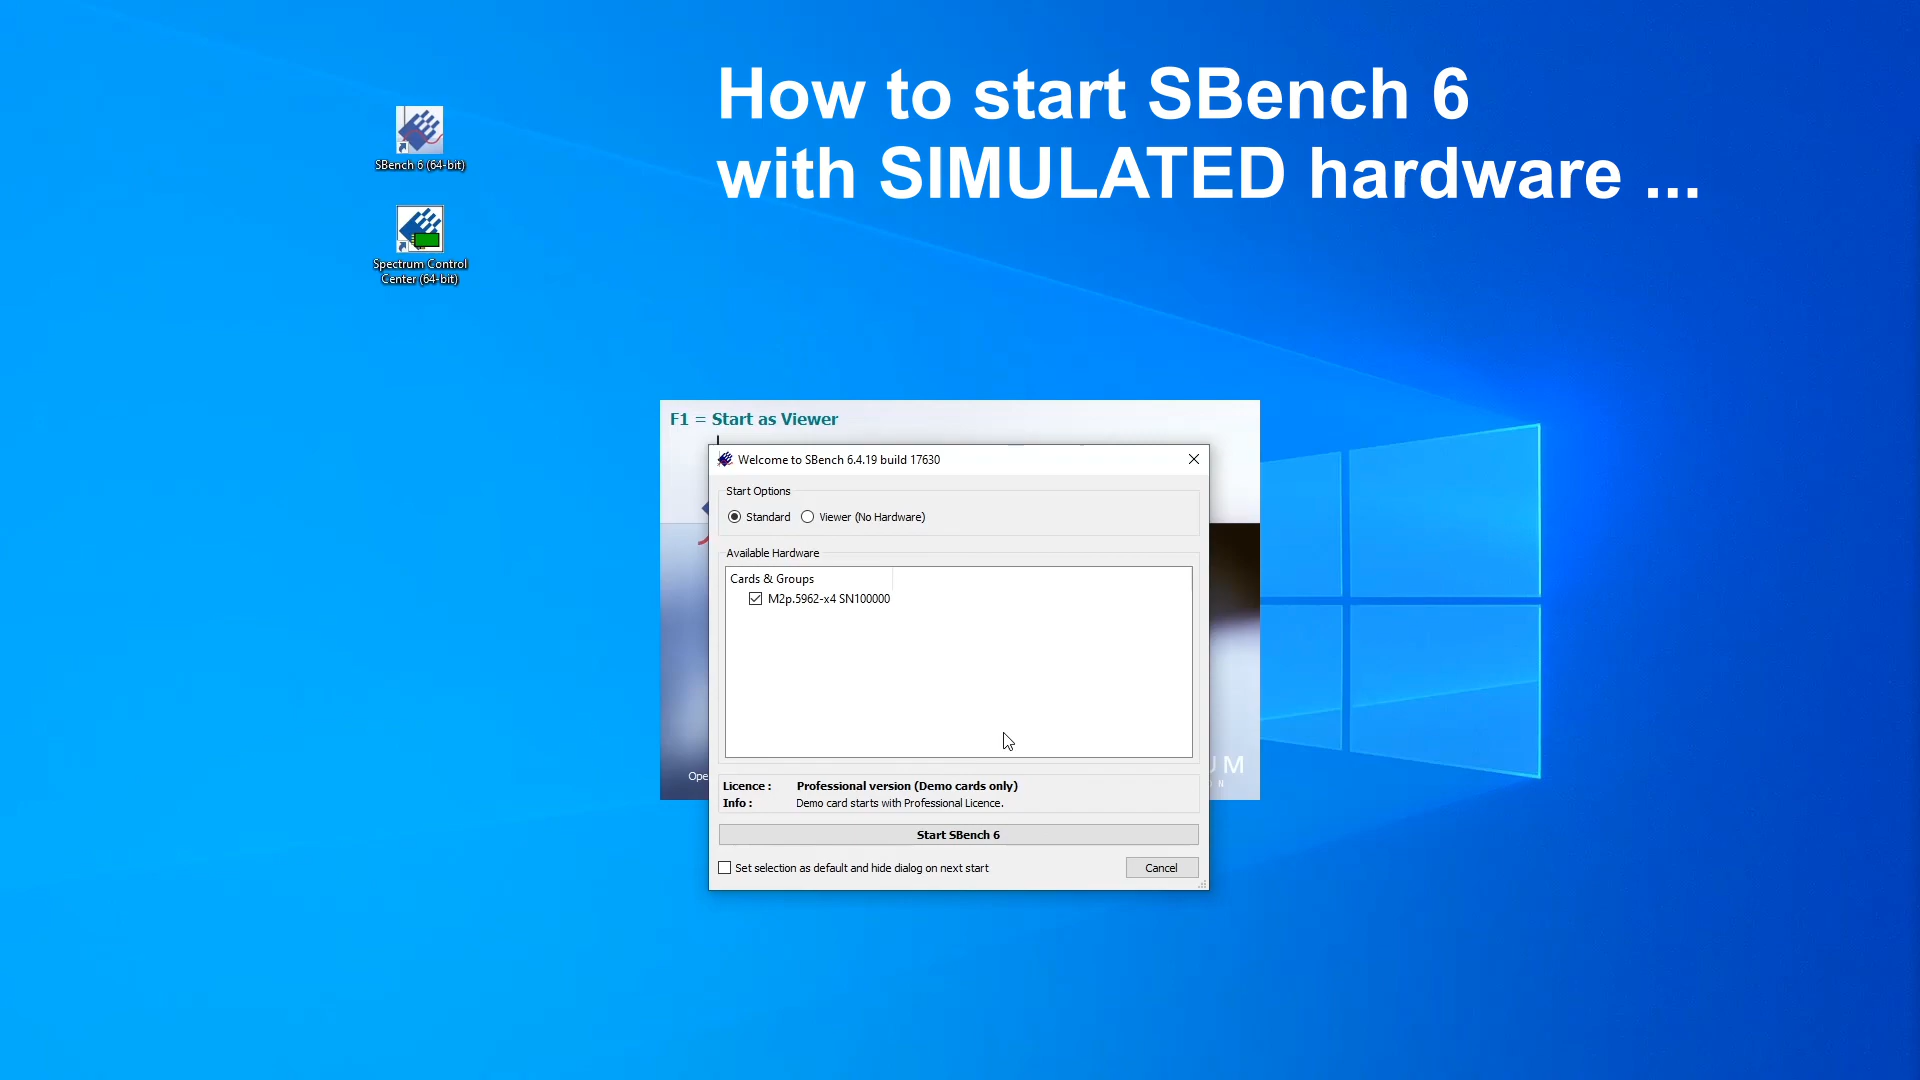 How to start SBench 6
with SIMULATED hardware ...
SBench 6 (64-bit)
Spectrum Control
Center (64-bit)
F1 = Start as Viewer
Welcome to SBench 6.4.19 build 17630
Start Options
Standard
Viewer (No Hardware)
Available Hardware
Cards & Groups
M2p.5962-x4 SN100000
Ope
UM
N
Licence :
Professional version (Demo cards only)
Info :
Demo card starts with Professional Licence.
Start SBench 6
Set selection as default and hide dialog on next start
Cancel